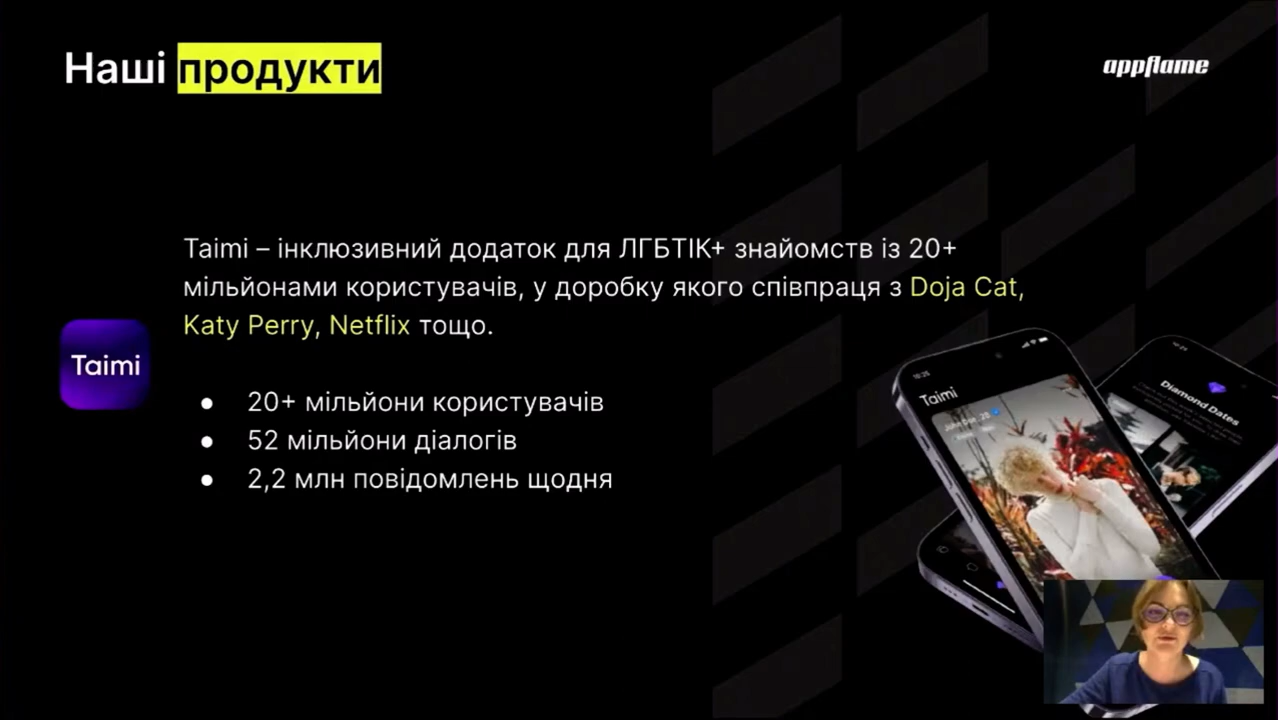 Наші продукти
appflame
Taimi – інклюзивний додаток для ЛГБТІК+ знайомств із 20+
мільйонами користувачів, у доробку якого співпраця з Doja Cat,
Katy Perry, Netflix тощо.
Taimi
● 20+ мільйони користувачів
● 52 мільйони діалогів
● 2,2 млн повідомлень щодня
Taimi
Diamond Dates